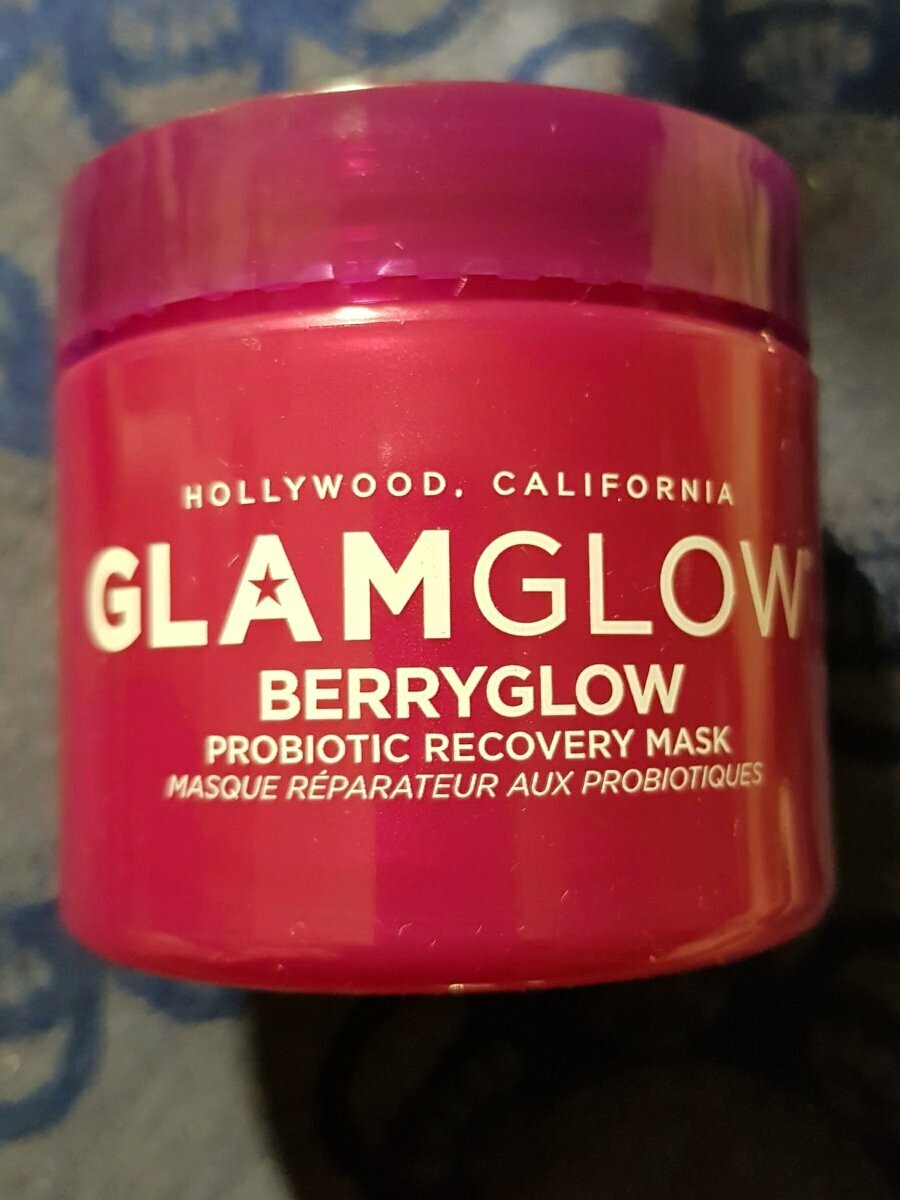 HOLLYWOOD, CALIFORNIA
GLAMGLOW
BERRYGLOW
PROBIOTIC RECOVERY MASK
MASQUE RÉPARATEUR AUX PROBIOTIQUES